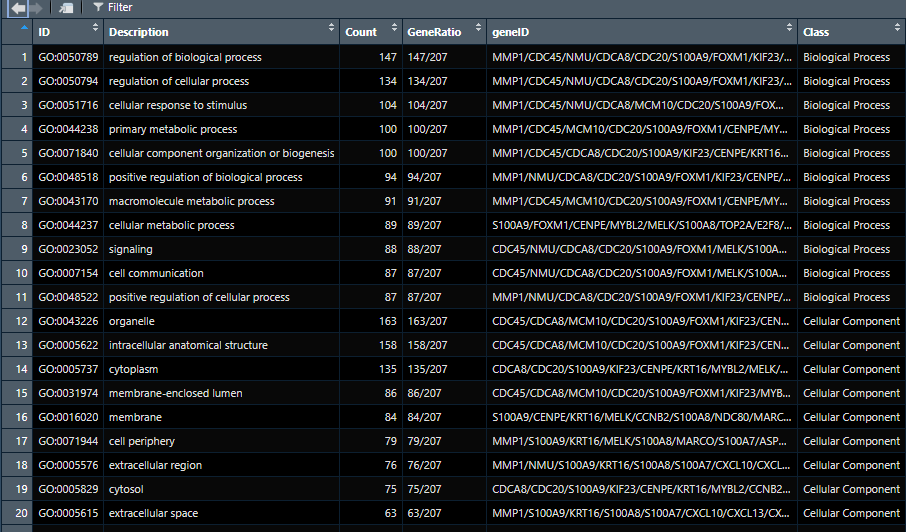 Filter
ID Description Count GeneRatio geneID Class
1 GO:0050789 regulation of biological process 147 147/207 MMP1/CDC45/NMU/CDCA8/CDC20/S100A9/FOXM1/KIF23/... Biological Process
2 GO:0050794 regulation of cellular process 134 134/207 MMP1/CDC45/NMU/CDCA8/CDC20/S100A9/FOXM1/KIF23/... Biological Process
3 GO:0051716 cellular response to stimulus 104 104/207 MMP1/CDC45/NMU/CDCA8/MCM10/CDC20/S100A9/FOX... Biological Process
4 GO:0044238 primary metabolic process 100 100/207 MMP1/CDC45/MCM10/CDC20/S100A9/FOXM1/CENPE/MY... Biological Process
5 GO:0071840 cellular component organization or biogenesis 100 100/207 MMP1/CDC45/CDCA8/CDC20/S100A9/KIF23/CENPE/KRT16... Biological Process
6 GO:0048518 positive regulation of biological process 94 94/207 MMP1/NMU/CDCA8/CDC20/S100A9/FOXM1/KIF23/CENPE/... Biological Process
7 GO:0043170 macromolecule metabolic process 91 91/207 MMP1/CDC45/MCM10/CDC20/S100A9/FOXM1/CENPE/MY... Biological Process
8 GO:0044237 cellular metabolic process 89 89/207 S100A9/FOXM1/CENPE/MYBL2/MELK/S100A8/TOP2A/E2F8/... Biological Process
9 GO:0023052 signaling 88 88/207 CDC45/NMU/CDCA8/CDC20/S100A9/FOXM1/MELK/S100A... Biological Process
10 GO:0007154 cell communication 87 87/207 CDC45/NMU/CDCA8/CDC20/S100A9/FOXM1/MELK/S100A... Biological Process
11 GO:0048522 positive regulation of cellular process 87 87/207 MMP1/NMU/CDCA8/CDC20/S100A9/FOXM1/KIF23/CENPE/... Biological Process
12 GO:0043226 organelle 163 163/207 CDC45/CDCA8/MCM10/CDC20/S100A9/FOXM1/KIF23/CEN... Cellular Component
13 GO:0005622 intracellular anatomical structure 158 158/207 CDC45/CDCA8/MCM10/CDC20/S100A9/FOXM1/KIF23/CEN... Cellular Component
14 GO:0005737 cytoplasm 135 135/207 CDCA8/CDC20/S100A9/KIF23/CENPE/KRT16/MYBL2/MELK/... Cellular Component
15 GO:0031974 membrane-enclosed lumen 86 86/207 CDC45/CDCA8/MCM10/CDC20/S100A9/FOXM1/KIF23/MYB... Cellular Component
16 GO:0016020 membrane 84 84/207 S100A9/CENPE/KRT16/MELK/CCNB2/S100A8/NDC80/MARC... Cellular Component
17 GO:0071944 cell periphery 79 79/207 MMP1/S100A9/KRT16/MELK/S100A8/MARCO/S100A7/ASP... Cellular Component
18 GO:0005576 extracellular region 76 76/207 MMP1/NMU/S100A9/KRT16/S100A8/S100A7/CXCL10/CXCL... Cellular Component
19 GO:0005829 cytosol 75 75/207 CDCA8/CDC20/S100A9/KIF23/CENPE/KRT16/MYBL2/CCNB2... Cellular Component
20 GO:0005615 extracellular space 63 63/207 MMP1/S100A9/KRT16/S100A8/S100A7/CXCL10/CXCL13/CX... Cellular Component